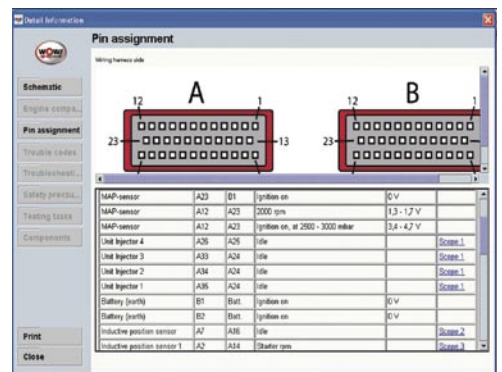 Detail Information
Pin assignment
WOW!
Wiring harness side
Schematic
Engine compa...
Pin assignment
Trouble codes
Troubleshooti...
Safety precau...
Testing tasks
Components
Print
Close
A
12
1
23
13
B
12
1
23
MAP-sensor A23 B1 Ignition on 0 V
MAP-sensor A12 A23 2000 rpm 1,3 - 1,7 V
MAP-sensor A12 A23 Ignition on, at 2500 - 3000 mbar 3,4 - 4,7 V
Unit Injector 4 A26 A25 Idle Scope 1
Unit Injector 3 A33 A24 Idle Scope 1
Unit Injector 2 A34 A24 Idle Scope 1
Unit Injector 1 A35 A24 Idle Scope 1
Battery (earth) B1 Batt. Ignition on 0 V
Battery (earth) B2 Batt. Ignition on 0 V
Inductive position sensor A7 A16 Idle Scope 2
Inductive position sensor 1 A2 A14 Starter rpm Scope 3